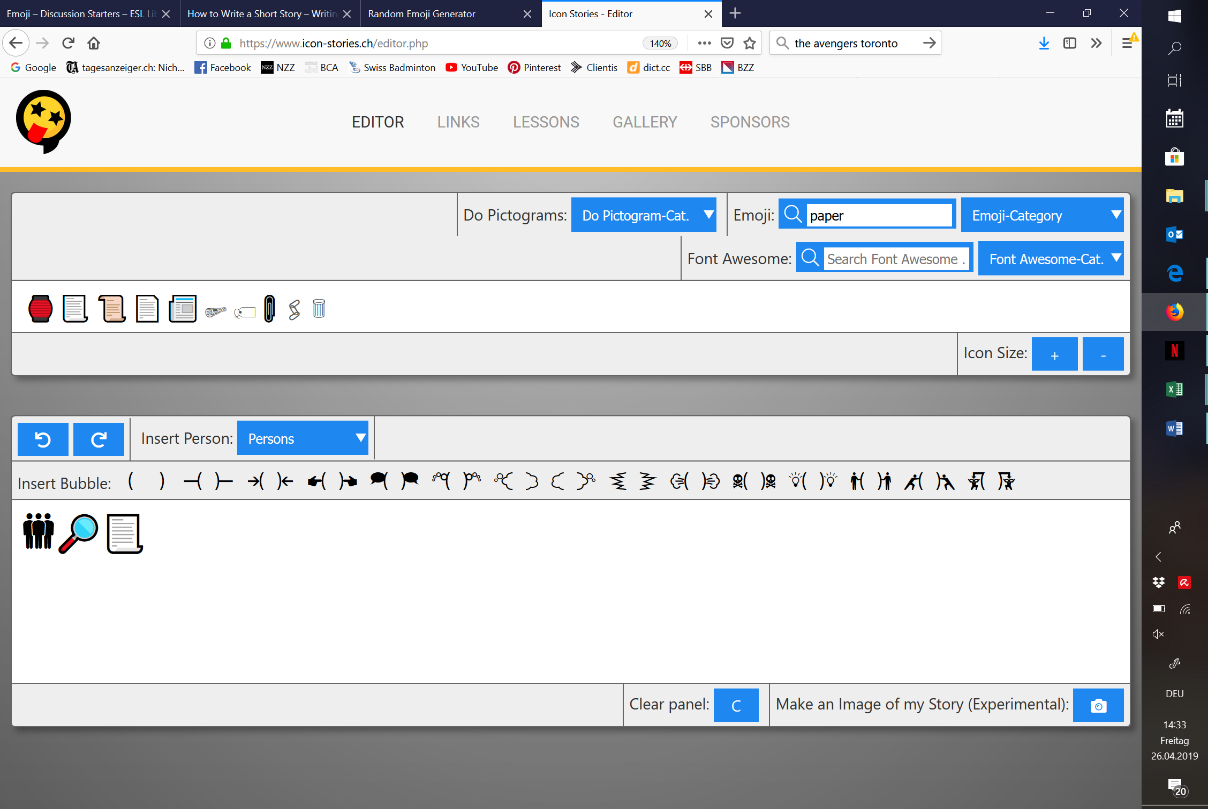 Emoji – Discussion Starters – ESL Lib
How to Write a Short Story – Writin
Random Emoji Generator
Icon Stories - Editor
https://www.icon-stories.ch/editor.php
140%
the avengers toronto
Google
tagesanzeiger.ch: Nich...
Facebook
NZZ
BCA
Swiss Badminton
YouTube
Pinterest
Clientis
dict.cc
SBB
BZZ
EDITOR
LINKS
LESSONS
GALLERY
SPONSORS
Do Pictograms:
Do Pictogram-Cat.
Emoji:
paper
Emoji-Category
Font Awesome:
Search Font Awesome .
Font Awesome-Cat.
Icon Size:
+
-
Insert Person:
Persons
Insert Bubble:
Clear panel:
C
Make an Image of my Story (Experimental):
DEU
14:33
Freitag
26.04.2019
20